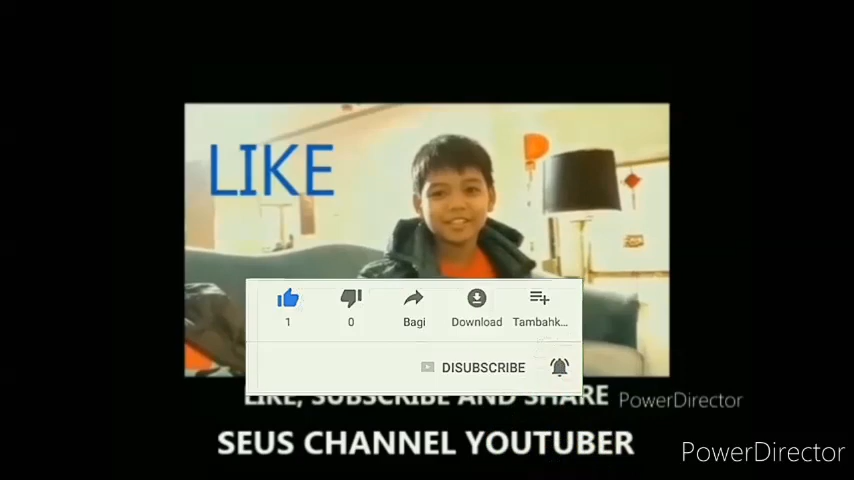 LIKE
1 0 Bagi Download Tambahk...
DISUBSCRIBE
LIKE, SUBSCRIBE AND SHARE
PowerDirector
SEUS CHANNEL YOUTUBER
PowerDirector